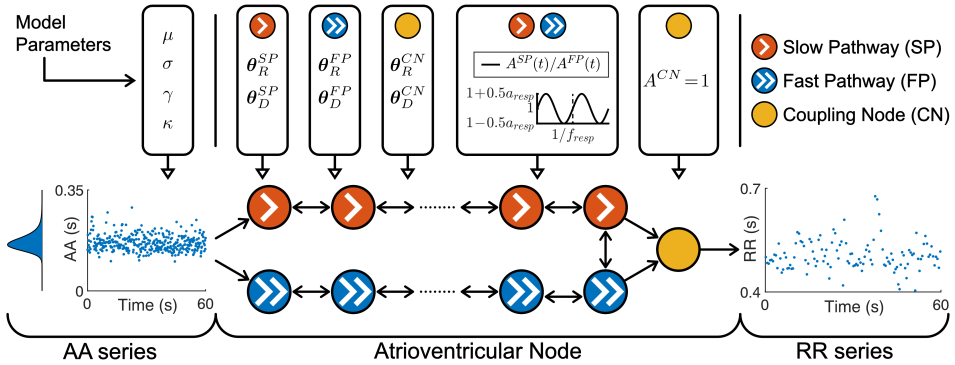 Model
Parameters
μ
σ
γ
κ
θ_R^SP
θ_D^SP
θ_R^FP
θ_D^FP
θ_R^CN
θ_D^CN
A^SP(t)/A^FP(t)
1+0.5a_resp
1
1−0.5a_resp
1/f_resp
A^CN=1
Slow Pathway (SP)
Fast Pathway (FP)
Coupling Node (CN)
0.35
AA (s)
0
0
Time (s)
60
0.7
RR (s)
0.4
0
Time (s)
60
AA series
Atrioventricular Node
RR series